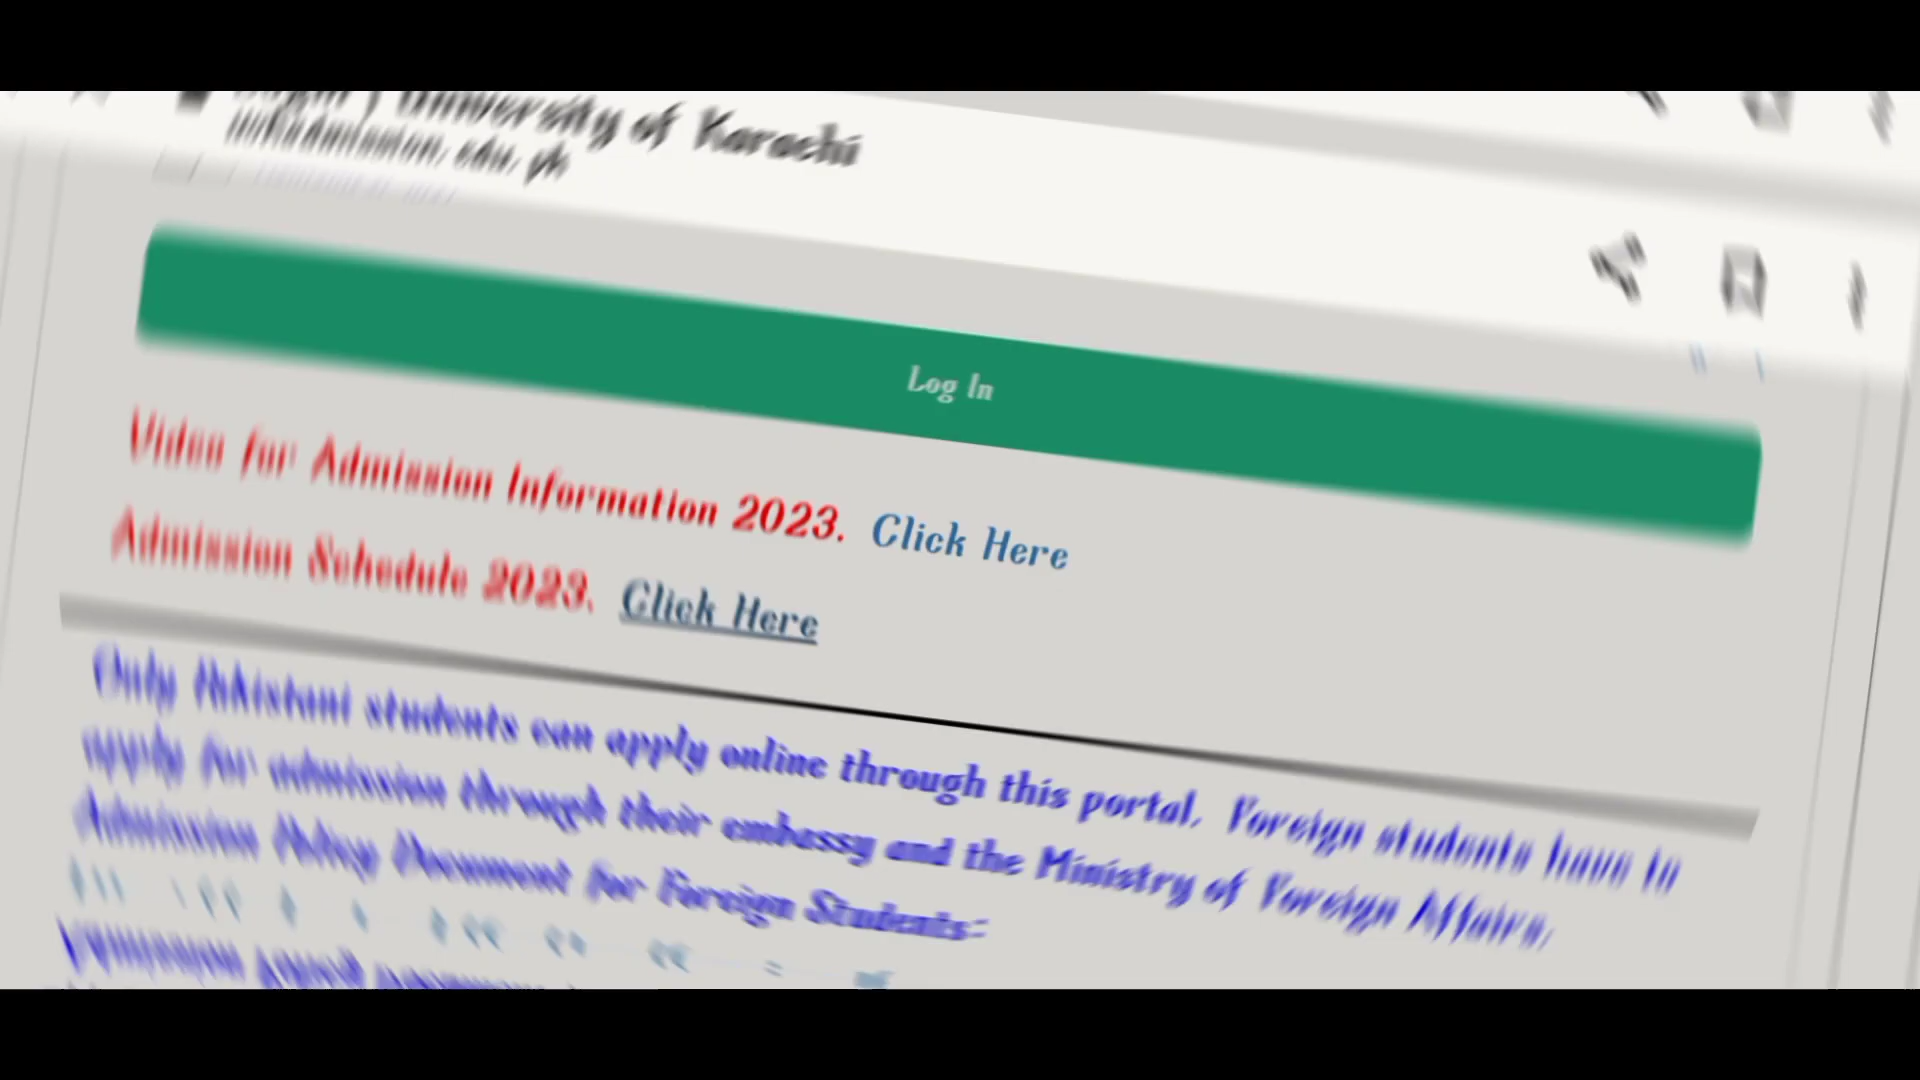 University of Karachi
Log In
Video for Admission Information 2023. Click Here
Admission Schedule 2023. Click Here
Only Pakistani students can apply online through this portal. Foreign students have to
apply for admission through their embassy and the Ministry of Foreign Affairs.
Admission Policy Document for Foreign Students: